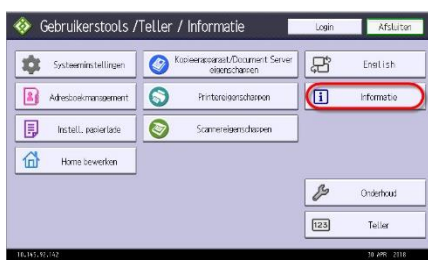 Gebruikerstools /Teller / Informatie
Login
Afsluiten
Systeeminstellingen
Kopieerapparaat/Document Server
eigenschappen
English
Adresboekmanagement
Printereigenschappen
Informatie
Instell. papierlade
Scannereigenschappen
Home bewerken
Onderhoud
123
Teller
30 APR 2018